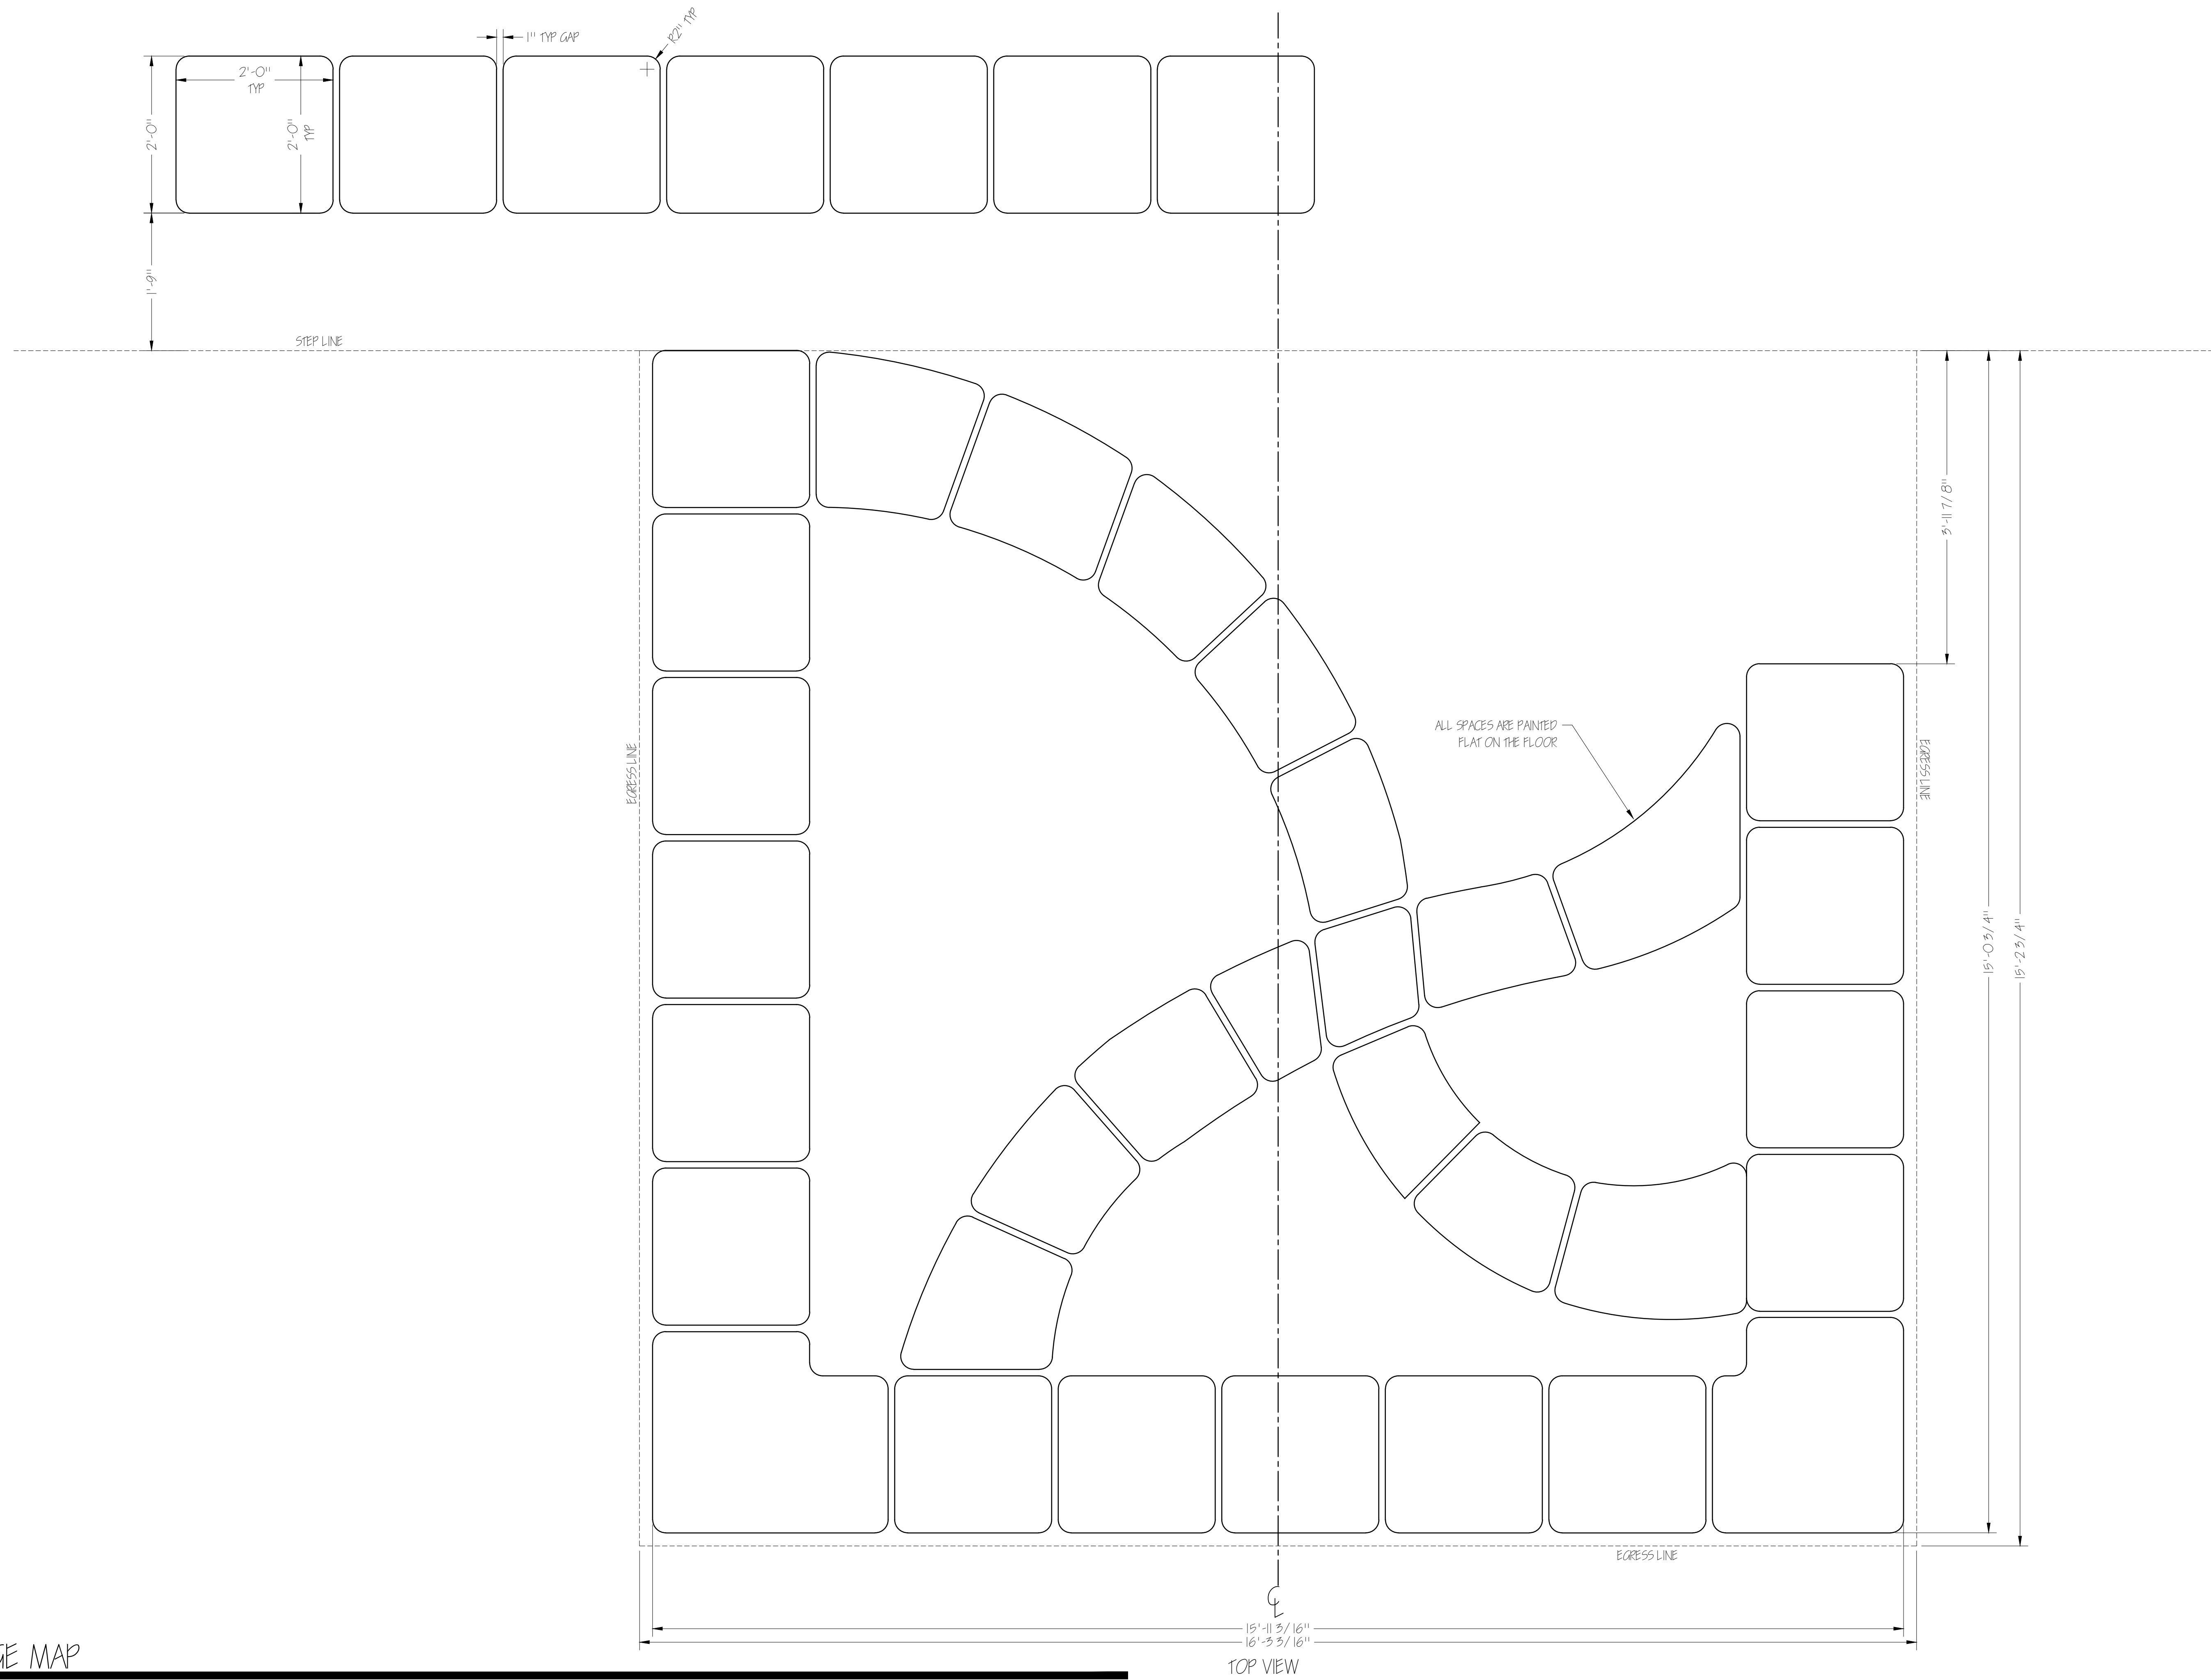 R2" TYP
1" TYP GAP
2'-0"
TYP
2'-0"
2'-0"
TYP
1'-9"
STEP LINE
3'-11 7/8"
ALL SPACES ARE PAINTED
FLAT ON THE FLOOR
EGRESS LINE
EGRESS LINE
15'-0 3/4"
15'-2 3/4"
EGRESS LINE
CL
15'-11 3/16"
16'-3 3/16"
MAP
TOP VIEW